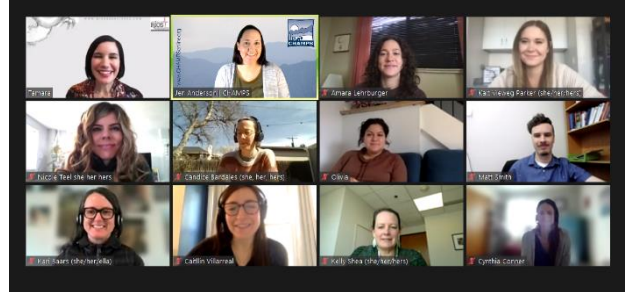 Tamara
Jen Anderson | CHAMPS
CHAMPS
Amara Lehrburger
Kait Vieweg Parker (she/her/hers)
Nicole Teel she her hers
Candice Bardales (she, her, hers)
Olivia
Matt Smith
Kari Baars (she/her/ella)
Caitlin Villarreal
Kelly Shea (she/her/hers)
Cynthia Conner